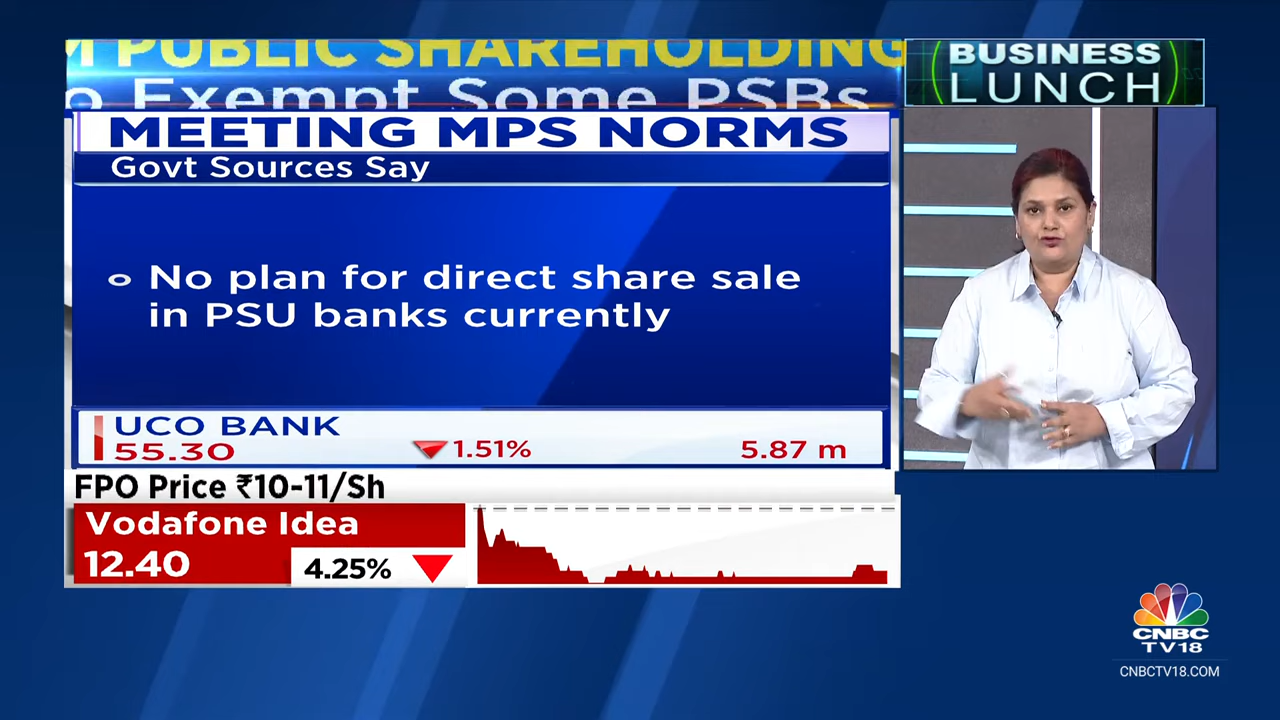 M PUBLIC SHAREHOLDING
o Exempt Some PSBs
BUSINESS
LUNCH
MEETING MPS NORMS
Govt Sources Say
No plan for direct share sale
in PSU banks currently
UCO BANK
55.30 1.51% 5.87 m
FPO Price ₹10-11/Sh
Vodafone Idea
12.40 4.25%
CNBC
TV18
CNBCTV18.COM